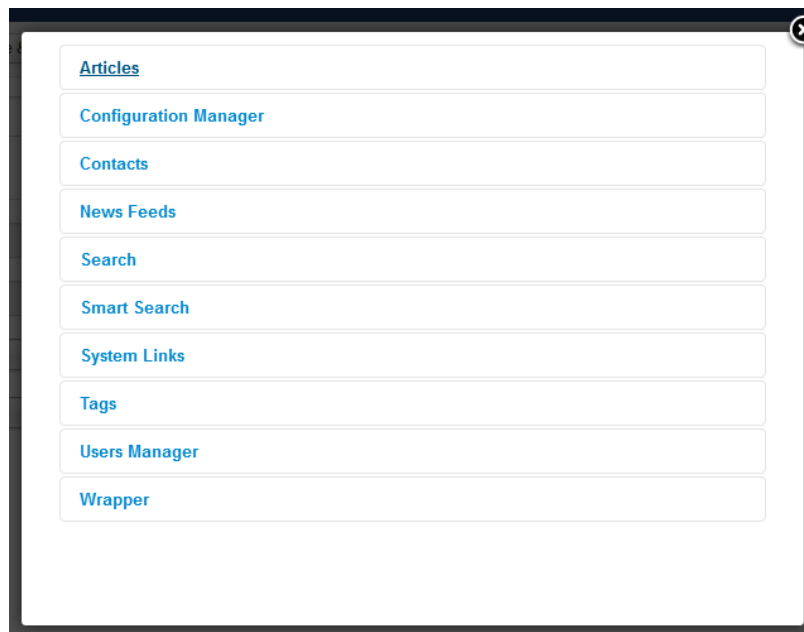 Articles
Configuration Manager
Contacts
News Feeds
Search
Smart Search
System Links
Tags
Users Manager
Wrapper